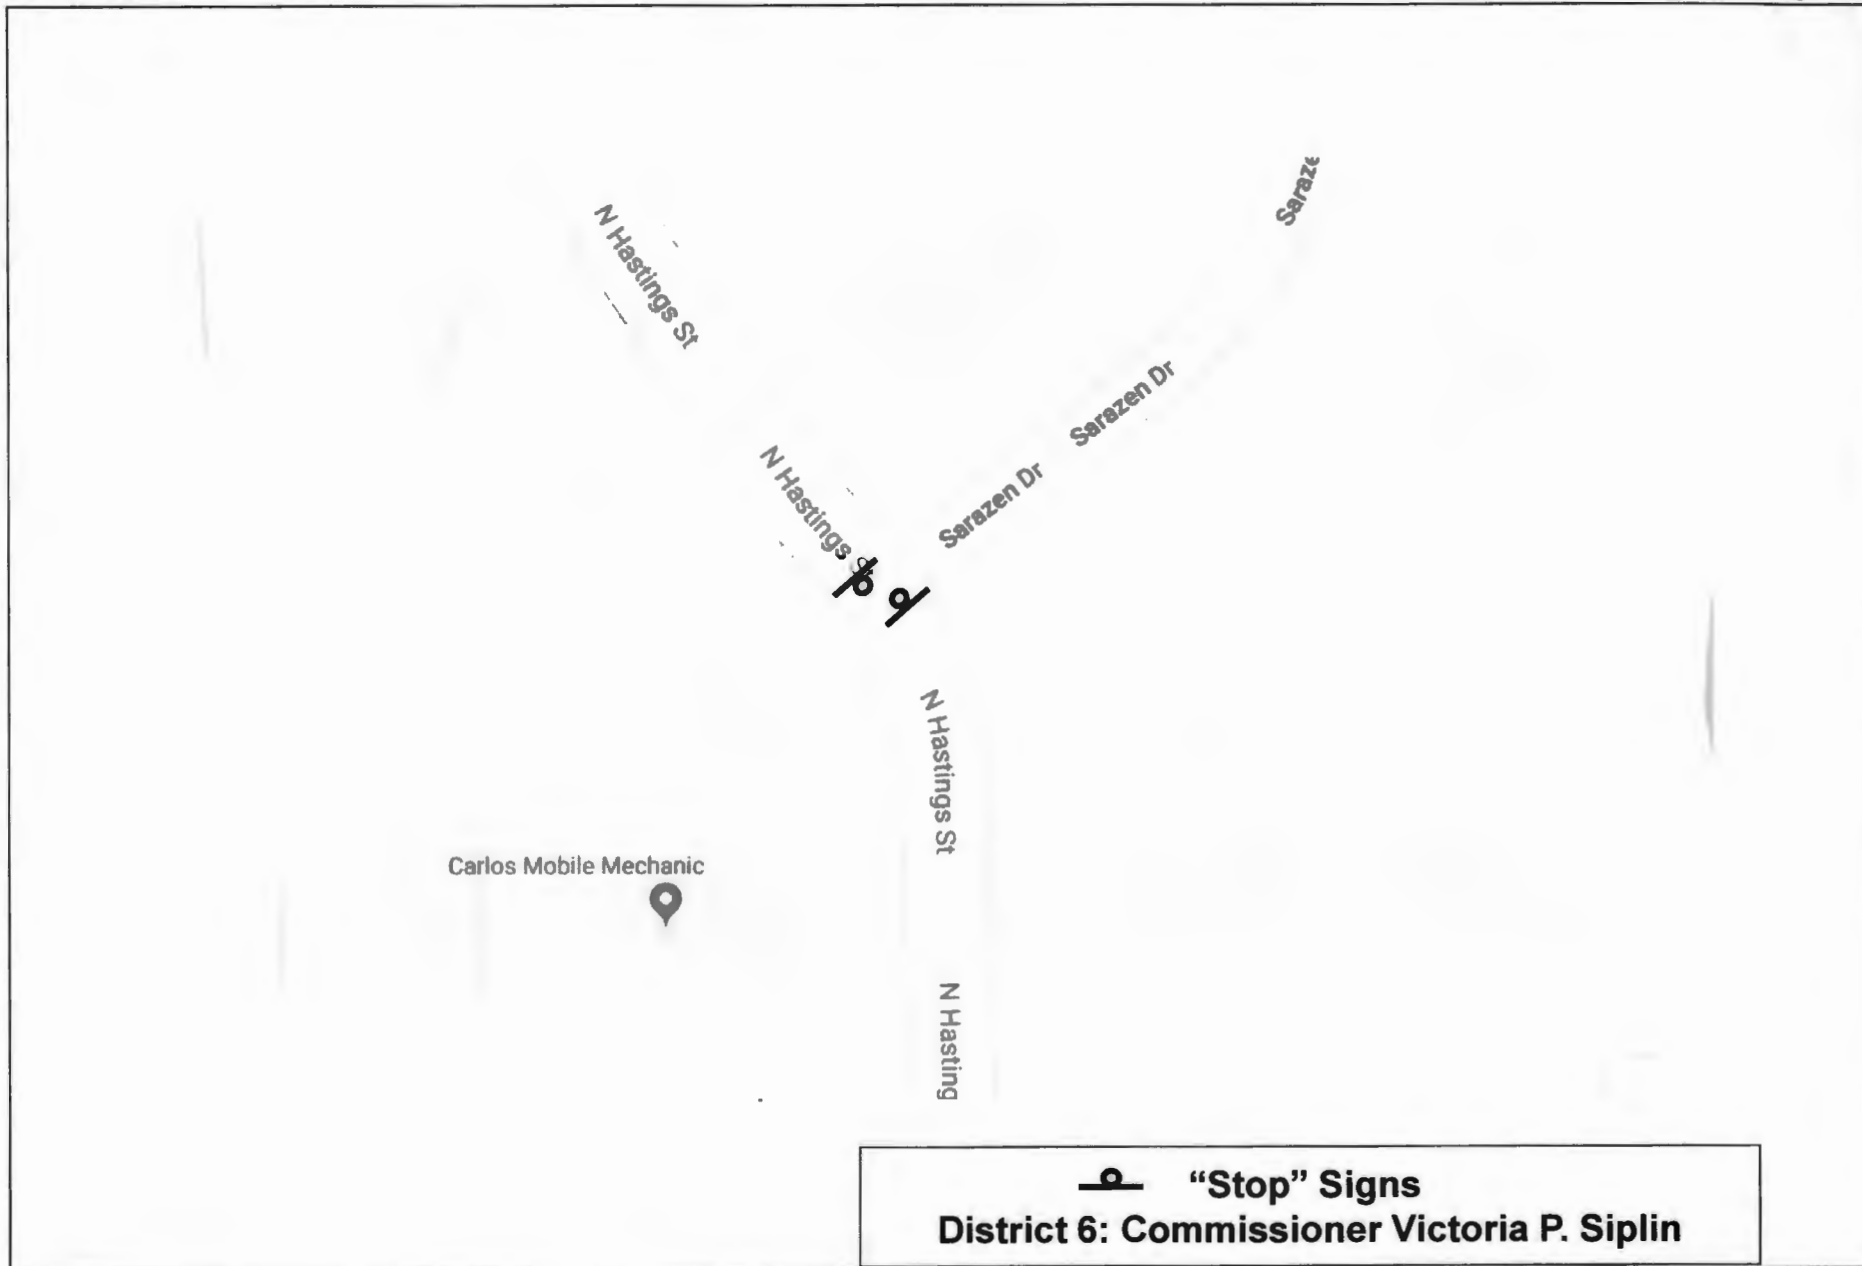 Saraze
N Hastings St
Sarazen Dr
N Hastings St
Sarazen Dr
N Hastings St
Carlos Mobile Mechanic
N Hasting
“Stop” Signs
District 6: Commissioner Victoria P. Siplin